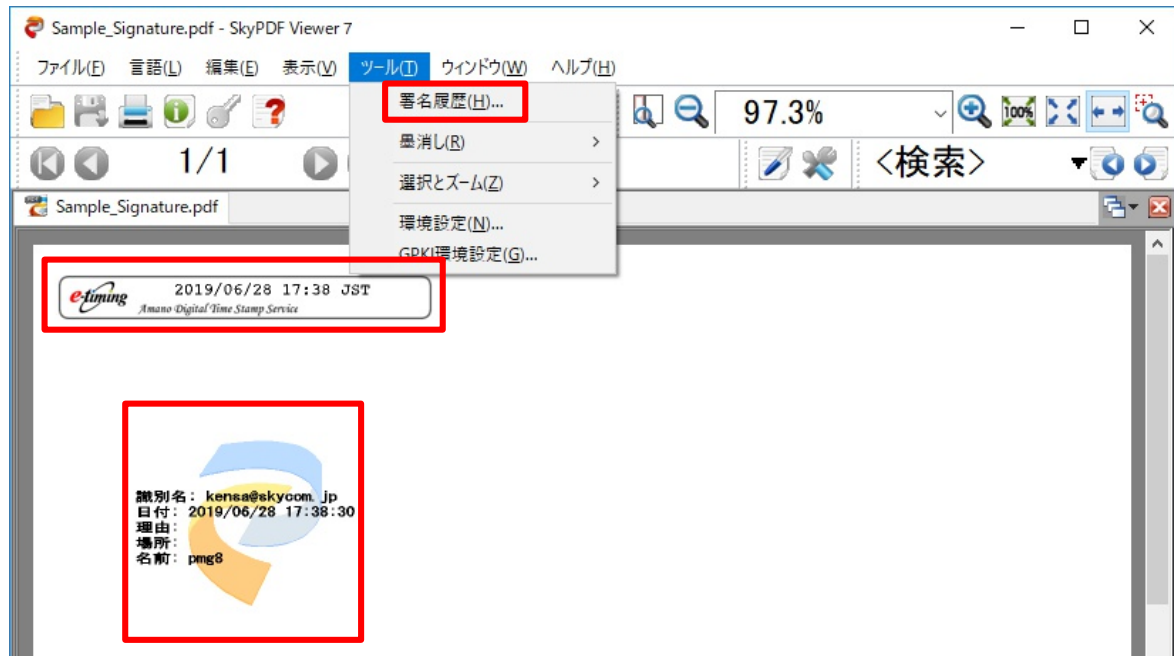 Sample_Signature.pdf - SkyPDF Viewer 7
ファイル(F) 言語(L) 編集(E) 表示(V) ツール(T) ウィンドウ(W) ヘルプ(H)
署名履歴(H)...
墨消し(R)
選択とズーム(Z)
環境設定(N)...
GPKI環境設定(G)...
97.3%
100%
1/1
<検索>
Sample_Signature.pdf
e-timing 2019/06/28 17:38 JST
Amano Digital Time Stamp Service
識別名: kensa@skycom.jp
日付: 2019/06/28 17:38:30
理由:
場所:
名前: pmg8